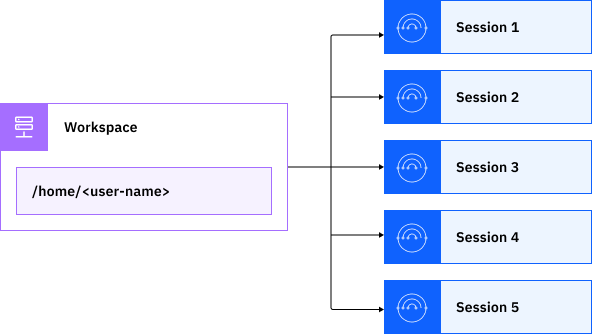 Workspace
/home/<user-name>
Session 1
Session 2
Session 3
Session 4
Session 5